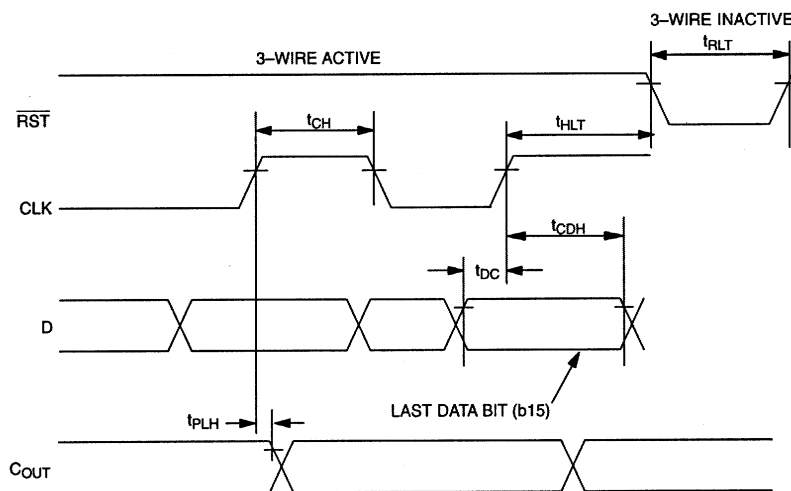 3–WIRE INACTIVE
tRLT
3–WIRE ACTIVE
RST
tCH
tHLT
CLK
tCDH
tDC
D
LAST DATA BIT (b15)
tPLH
COUT